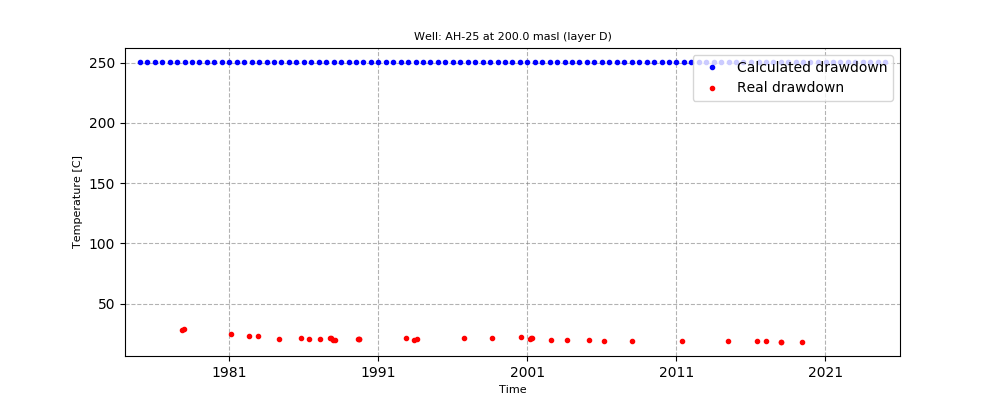 Well: AH-25 at 200.0 masl (layer D)
250
200
150
100
50
Temperature [C]
Calculated drawdown
Real drawdown
1981 1991 2001 2011 2021
Time